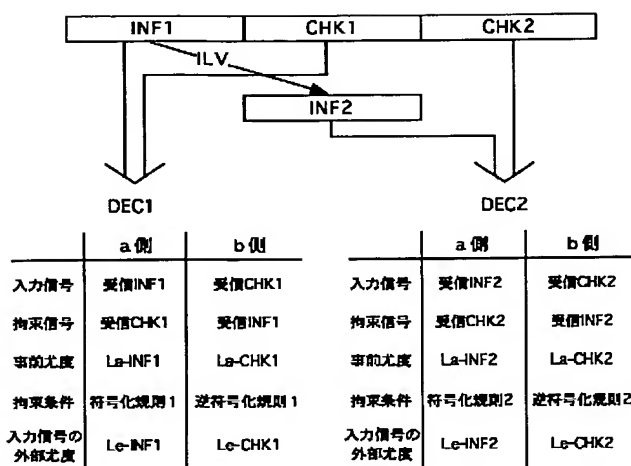 INF1 CHK1 CHK2
ILV
INF2
DEC1 DEC2
a側 b側
入力信号 受信INF1 受信CHK1
拘束信号 受信CHK1 受信INF1
事前尤度 La-INF1 La-CHK1
拘束条件 符号化規則1 逆符号化規則1
入力信号の
外部尤度 Le-INF1 Le-CHK1
a側 b側
入力信号 受信INF2 受信CHK2
拘束信号 受信CHK2 受信INF2
事前尤度 La-INF2 La-CHK2
拘束条件 符号化規則2 逆符号化規則2
入力信号の
外部尤度 Le-INF2 Le-CHK2